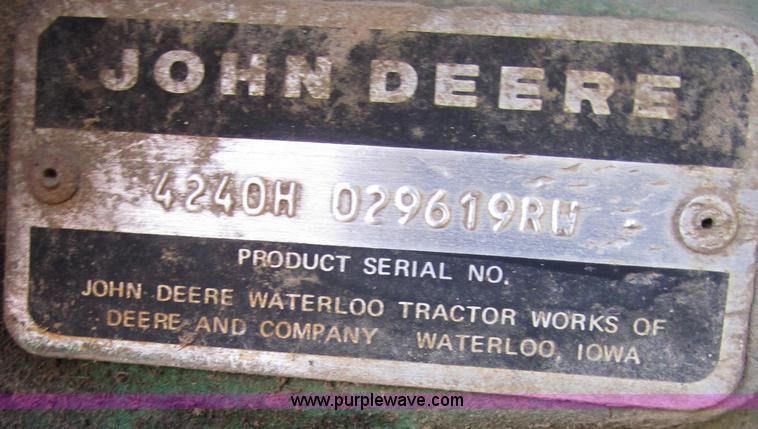 JOHN DEERE
4240H 029619RW
PRODUCT SERIAL NO.
JOHN DEERE WATERLOO TRACTOR WORKS OF
DEERE AND COMPANY WATERLOO, IOWA
www.purplewave.com